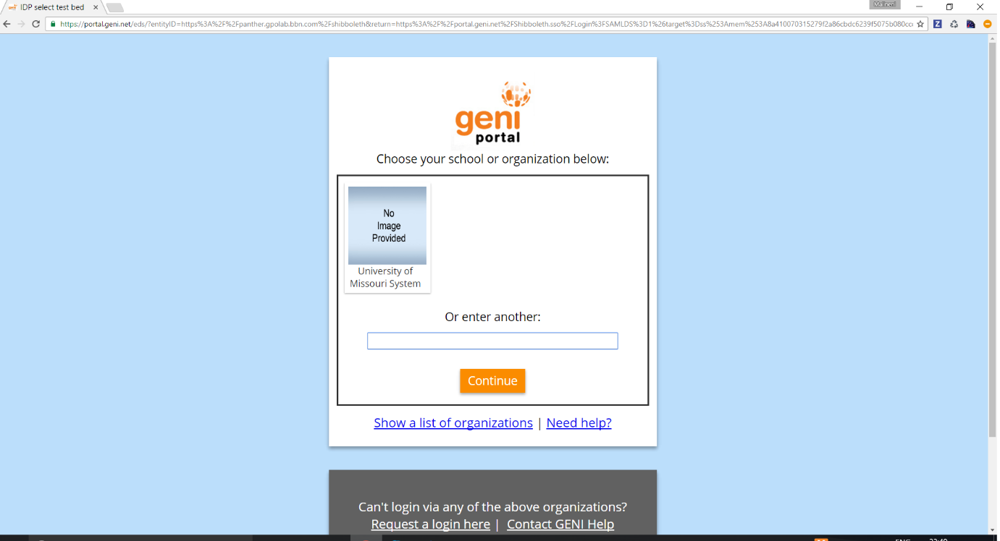 IDP select test bed
Mailheri
https://portal.geni.net/eds/?entityID=https%3A%2F%2Fpanther.gpolab.bbn.com%2Fshibboleth&return=https%3A%2F%2Fportal.geni.net%2FShibboleth.sso%2FLogin%3FSAMLDS%3D1%26target%3Dss%253Amem%253A8a410070315279f2a86cbdc6239f5075b080cc
Z
geni
portal
Choose your school or organization below:
No
Image
Provided
University of
Missouri System
Or enter another:
Continue
Show a list of organizations | Need help?
Can't login via any of the above organizations?
Request a login here | Contact GENI Help